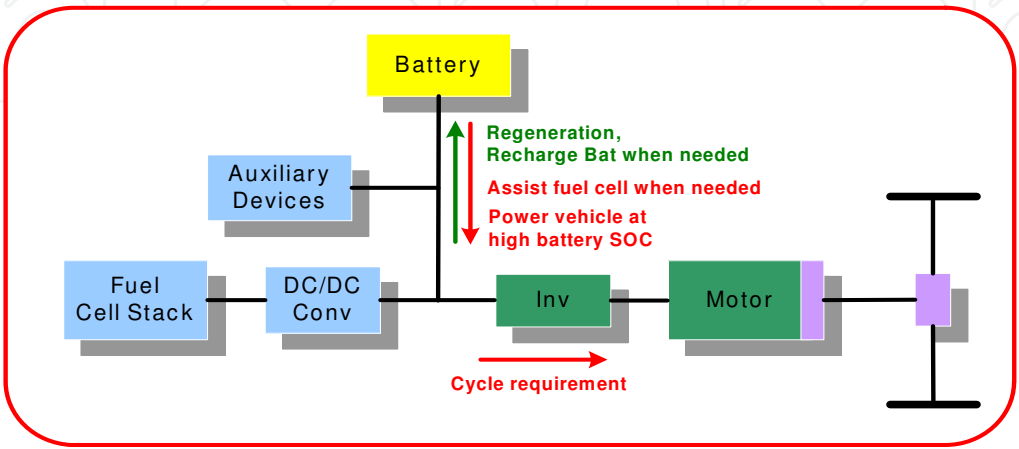 Battery
Regeneration,
Recharge Bat when needed
Auxiliary
Devices
Assist fuel cell when needed
Power vehicle at
high battery SOC
Fuel
Cell Stack
DC/DC
Conv
Inv
Motor
Cycle requirement